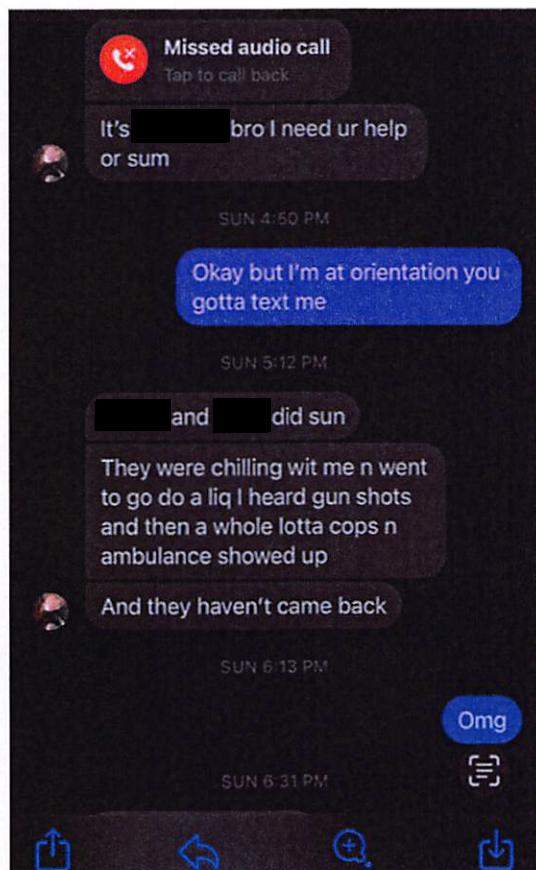 Missed audio call
Tap to call back
It's bro I need ur help
or sum
SUN 4:50 PM
Okay but I'm at orientation you
gotta text me
SUN 5:12 PM
and did sun
They were chilling wit me n went
to go do a liq I heard gun shots
and then a whole lotta cops n
ambulance showed up
And they haven't came back
SUN 6:13 PM
Omg
SUN 6:31 PM